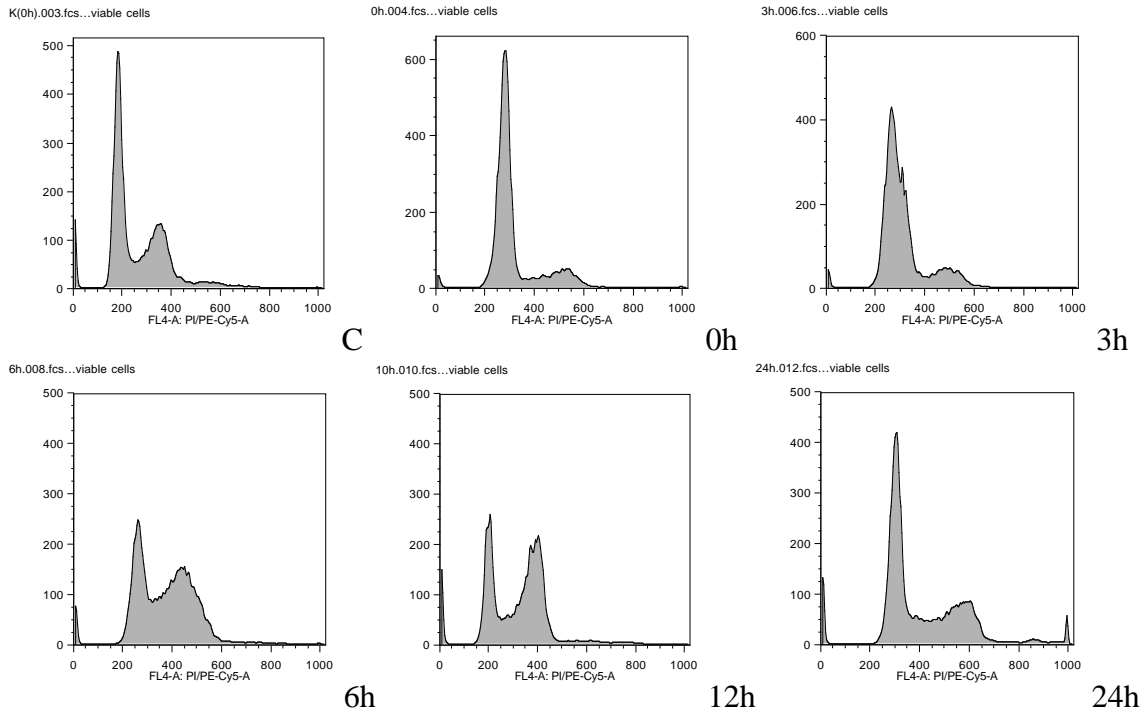 K(0h).003.fcs...viable cells
500
400
300
200
100
0
0 200 400 600 800 1000
FL4-A: PI/PE-Cy5-A
C
0h.004.fcs...viable cells
600
400
200
0
0 200 400 600 800 1000
FL4-A: PI/PE-Cy5-A
0h
3h.006.fcs...viable cells
600
400
200
0
0 200 400 600 800 1000
FL4-A: PI/PE-Cy5-A
3h
6h.008.fcs...viable cells
500
400
300
200
100
0
0 200 400 600 800 1000
FL4-A: PI/PE-Cy5-A
6h
10h.010.fcs...viable cells
500
400
300
200
100
0
0 200 400 600 800 1000
FL4-A: PI/PE-Cy5-A
12h
24h.012.fcs...viable cells
500
400
300
200
100
0
0 200 400 600 800 1000
FL4-A: PI/PE-Cy5-A
24h